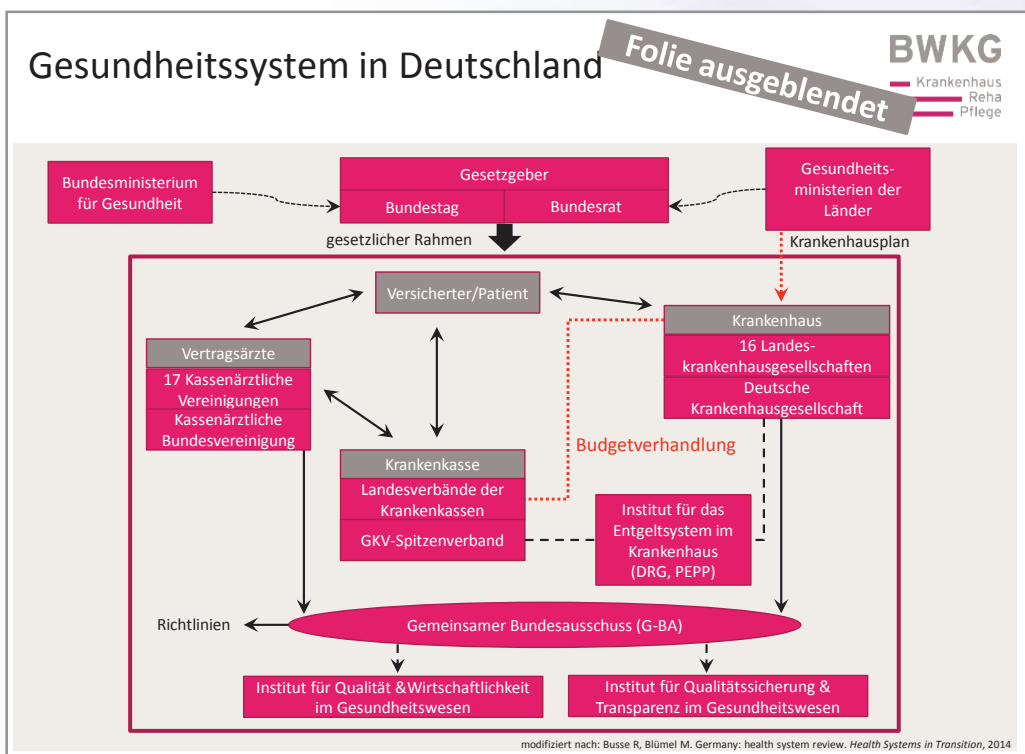 Gesundheitssystem in Deutschland
Folie ausgeblendet
BWKG
Krankenhaus
Reha
Pflege
Bundesministerium
für Gesundheit
Gesetzgeber
Bundestag
Bundesrat
Gesundheits-
ministerien der
Länder
gesetzlicher Rahmen
Krankenhausplan
Versicherter/Patient
Krankenhaus
16 Landes-
krankenhausgesellschaften
Deutsche
Krankenhausgesellschaft
Vertragsärzte
17 Kassenärztliche
Vereinigungen
Kassenärztliche
Bundesvereinigung
Budgetverhandlung
Krankenkasse
Landesverbände der
Krankenkassen
GKV-Spitzenverband
Institut für das
Entgeltsystem im
Krankenhaus
(DRG, PEPP)
Richtlinien
Gemeinsamer Bundesausschuss (G-BA)
Institut für Qualität &Wirtschaftlichkeit
im Gesundheitswesen
Institut für Qualitätssicherung &
Transparenz im Gesundheitswesen
modifiziert nach: Busse R, Blümel M. Germany: health system review. Health Systems in Transition, 2014